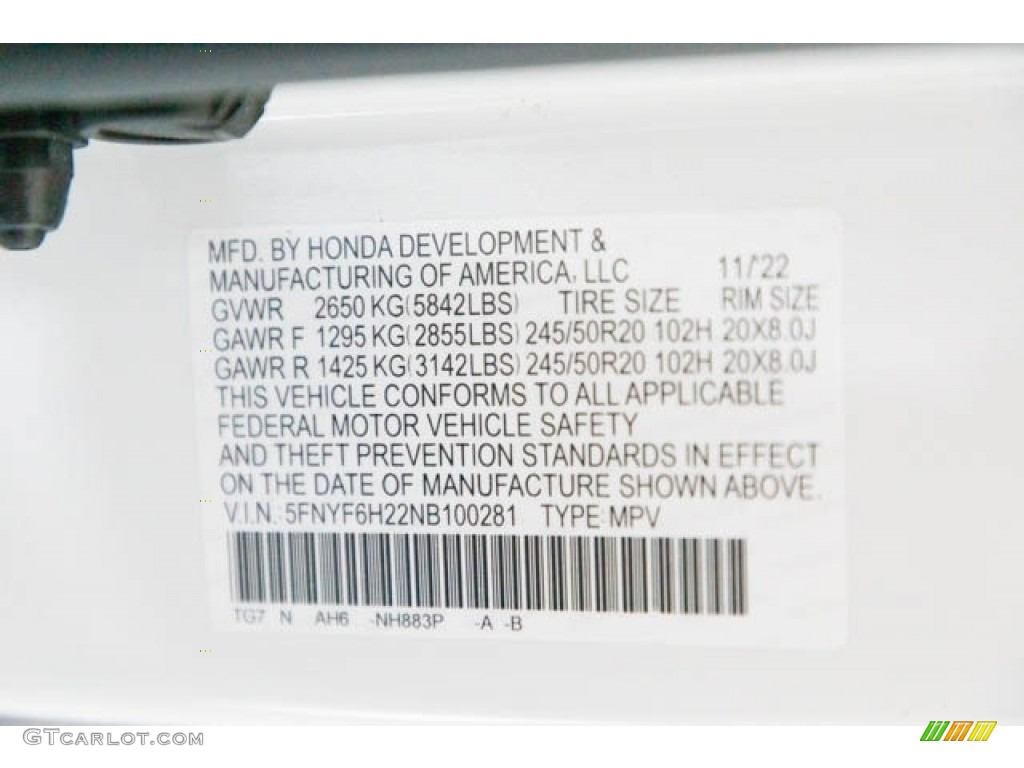 MFD. BY HONDA DEVELOPMENT &
MANUFACTURING OF AMERICA, LLC 11/22
GVWR 2650 KG(5842LBS) TIRE SIZE RIM SIZE
GAWR F 1295 KG(2855LBS) 245/50R20 102H 20X8.0J
GAWR R 1425 KG(3142LBS) 245/50R20 102H 20X8.0J
THIS VEHICLE CONFORMS TO ALL APPLICABLE
FEDERAL MOTOR VEHICLE SAFETY
AND THEFT PREVENTION STANDARDS IN EFFECT
ON THE DATE OF MANUFACTURE SHOWN ABOVE.
V.I.N.: 5FNYF6H22NB100281 TYPE: MPV
TG7 N AH6 -NH883P -A -B
GTCARLOT.COM